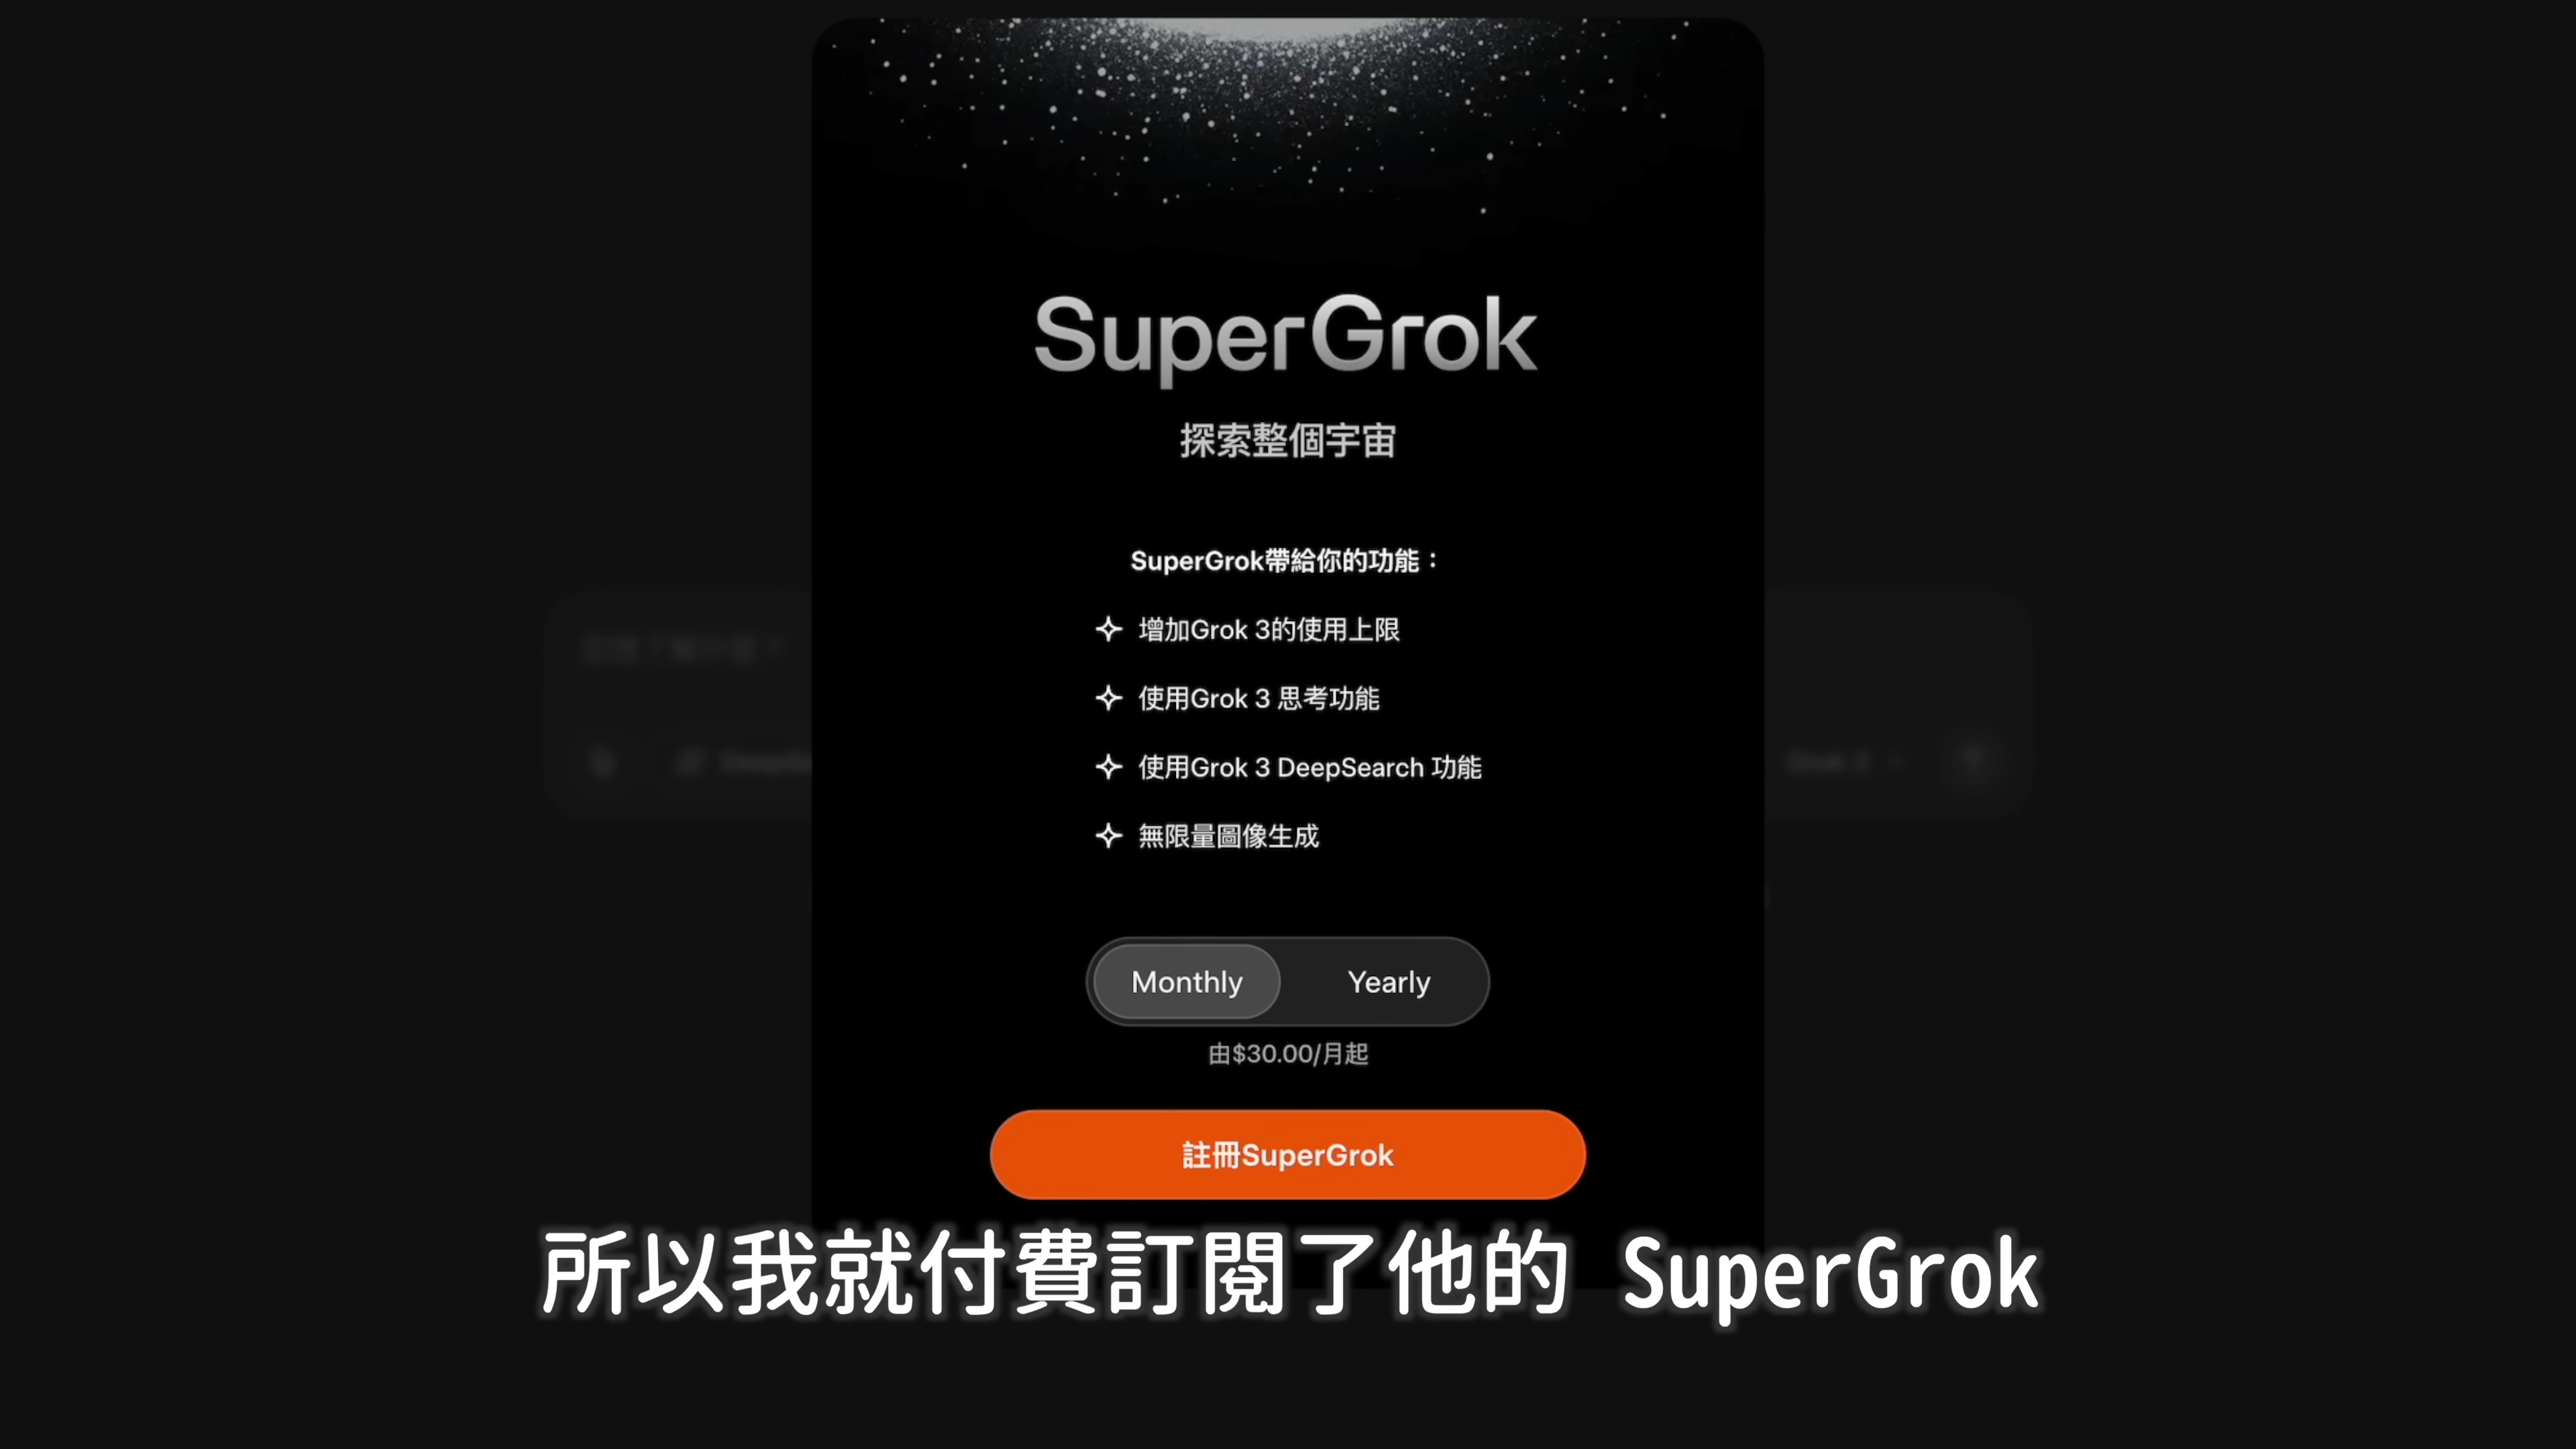 SuperGrok
探索整個宇宙
SuperGrok帶給你的功能：
增加Grok 3的使用上限
使用Grok 3 思考功能
使用Grok 3 DeepSearch 功能
無限量圖像生成
Monthly Yearly
由$30.00/月起
註冊SuperGrok
所以我就付費訂閱了他的 SuperGrok